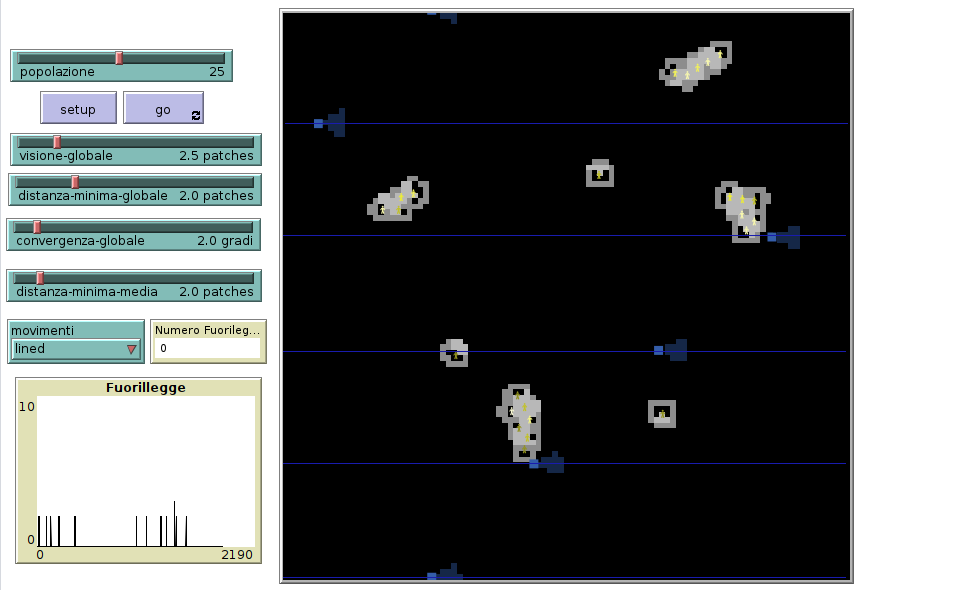 popolazione 25
setup go
visione-globale 2.5 patches
distanza-minima-globale 2.0 patches
convergenza-globale 2.0 gradi
distanza-minima-media 2.0 patches
movimenti
lined
Numero Fuorileg...
0
Fuorillegge
10
0
0 2190